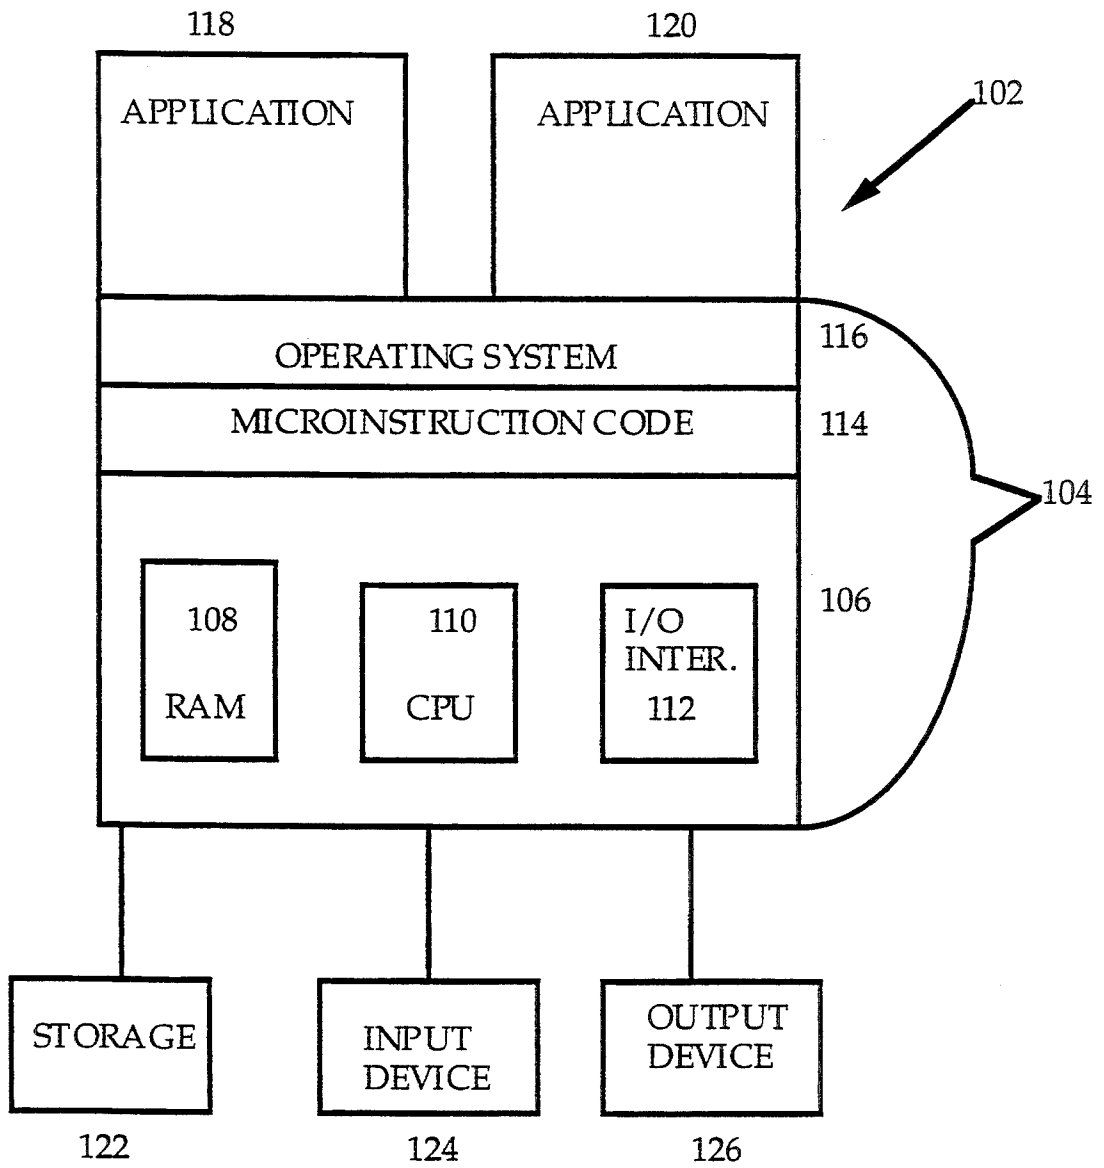 118
120
APPLICATION
APPLICATION
102
OPERATING SYSTEM
116
MICROINSTRUCTION CODE
114
104
106
108
RAM
110
CPU
I/O
INTER.
112
STORAGE
INPUT
DEVICE
OUTPUT
DEVICE
122
124
126